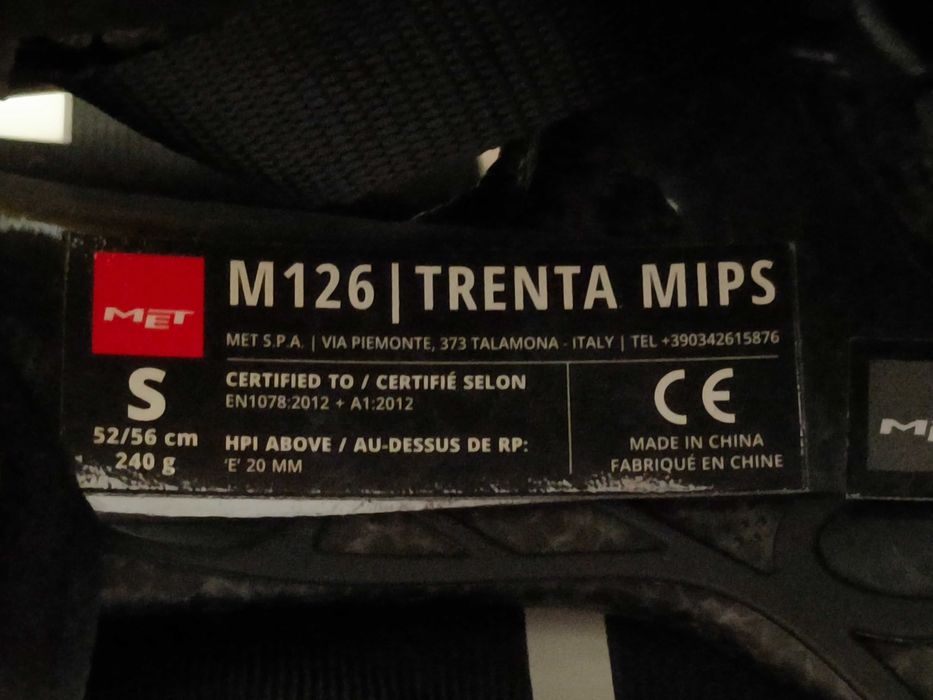 MET
M126 | TRENTA MIPS
MET S.P.A. | VIA PIEMONTE, 373 TALAMONA - ITALY | TEL +390342615876
S
52/56 cm
240 g
CERTIFIED TO / CERTIFIÉ SELON
EN1078:2012 + A1:2012
HPI ABOVE / AU-DESSUS DE RP:
'E' 20 MM
CE
MADE IN CHINA
FABRIQUÉ EN CHINE